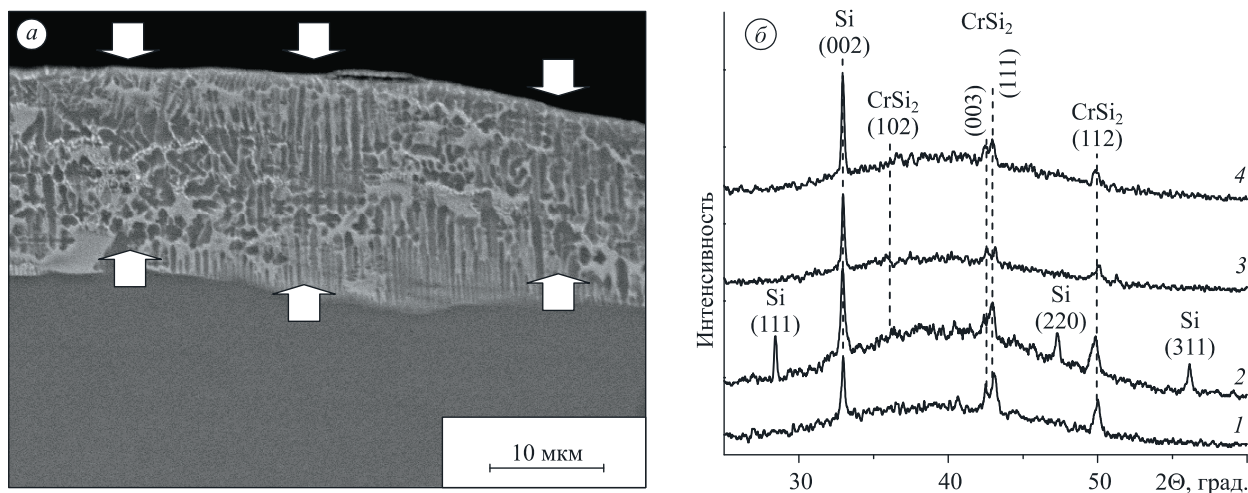 а
10 мкм
б
Интенсивность
Si
(002)
CrSi₂
CrSi₂
(102)
(003)
(111)
CrSi₂
(112)
4
3
Si
(111)
Si
(220)
Si
(311)
2
1
30
40
50
2Θ, град.